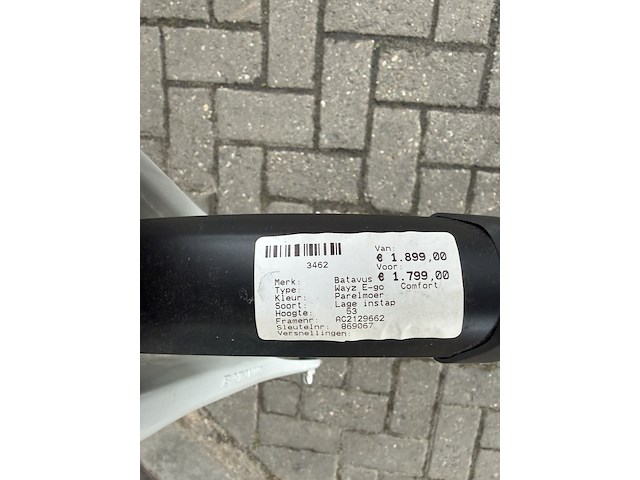 Van:
€ 1.899,00
3462
Voor:
€ 1.799,00
Merk: Batavus
Type: Wayz E-go Comfort
Kleur: Parelmoer
Soort: Lage instap
Hoogte: 53
Framenr: AC2129662
Sleutelnr: 869067
Versnellingen: